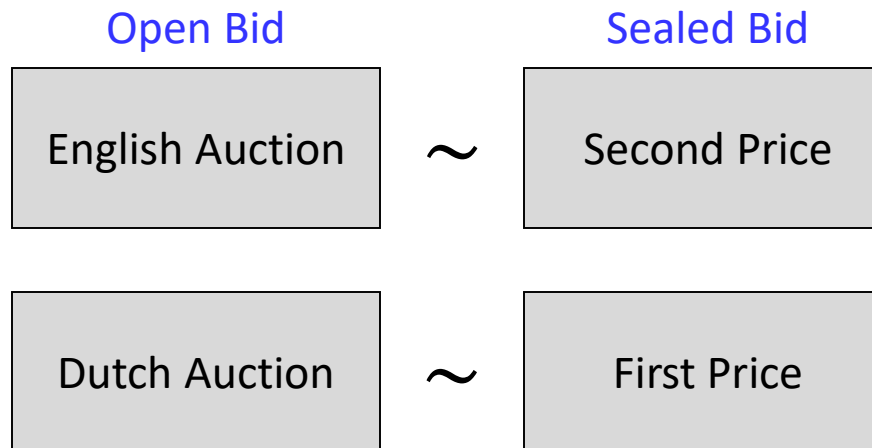 Open Bid Sealed Bid
English Auction ~ Second Price
Dutch Auction ~ First Price